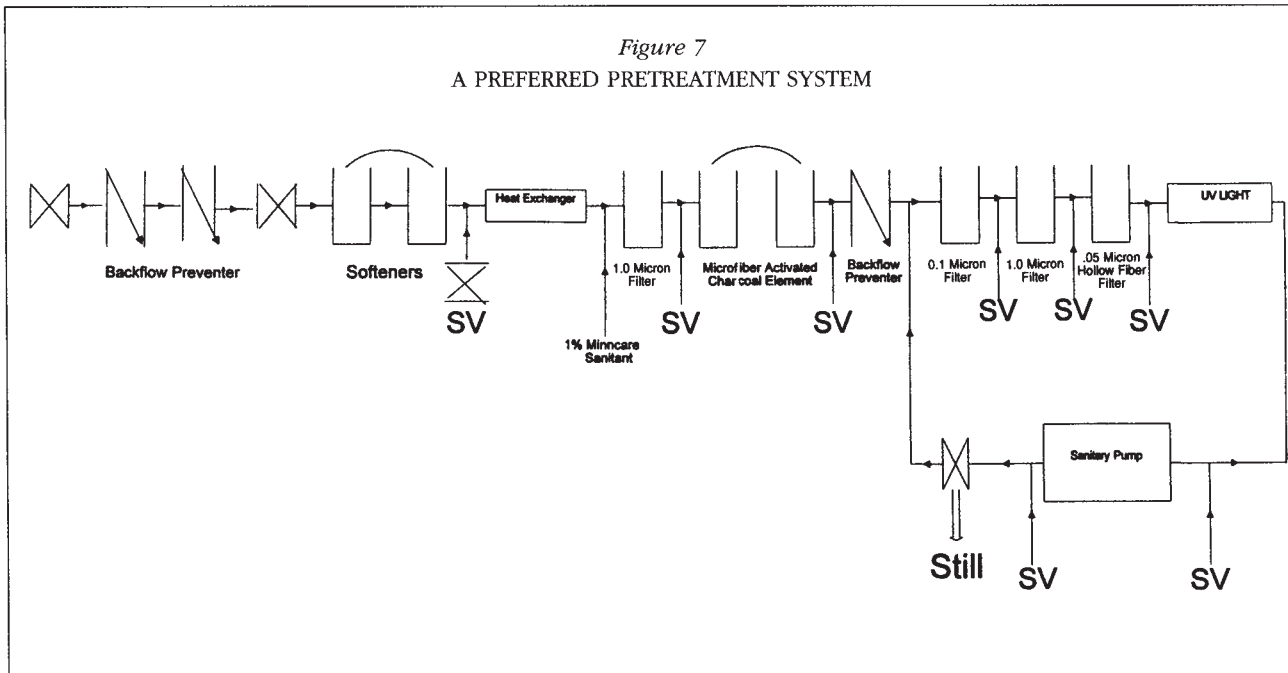 Figure 7
A PREFERRED PRETREATMENT SYSTEM
Heat Exchanger
UV LIGHT
Backflow Preventer
Softeners
1.0 Micron
Filter
Microfiber Activated
Charcoal Element
Backflow
Preventer
0.1 Micron
Filter
1.0 Micron
Filter
.05 Micron
Hollow Fiber
Filter
SV
SV
SV
SV
SV
SV
1% Minncare
Sanitant
Sanitary Pump
Still
SV
SV